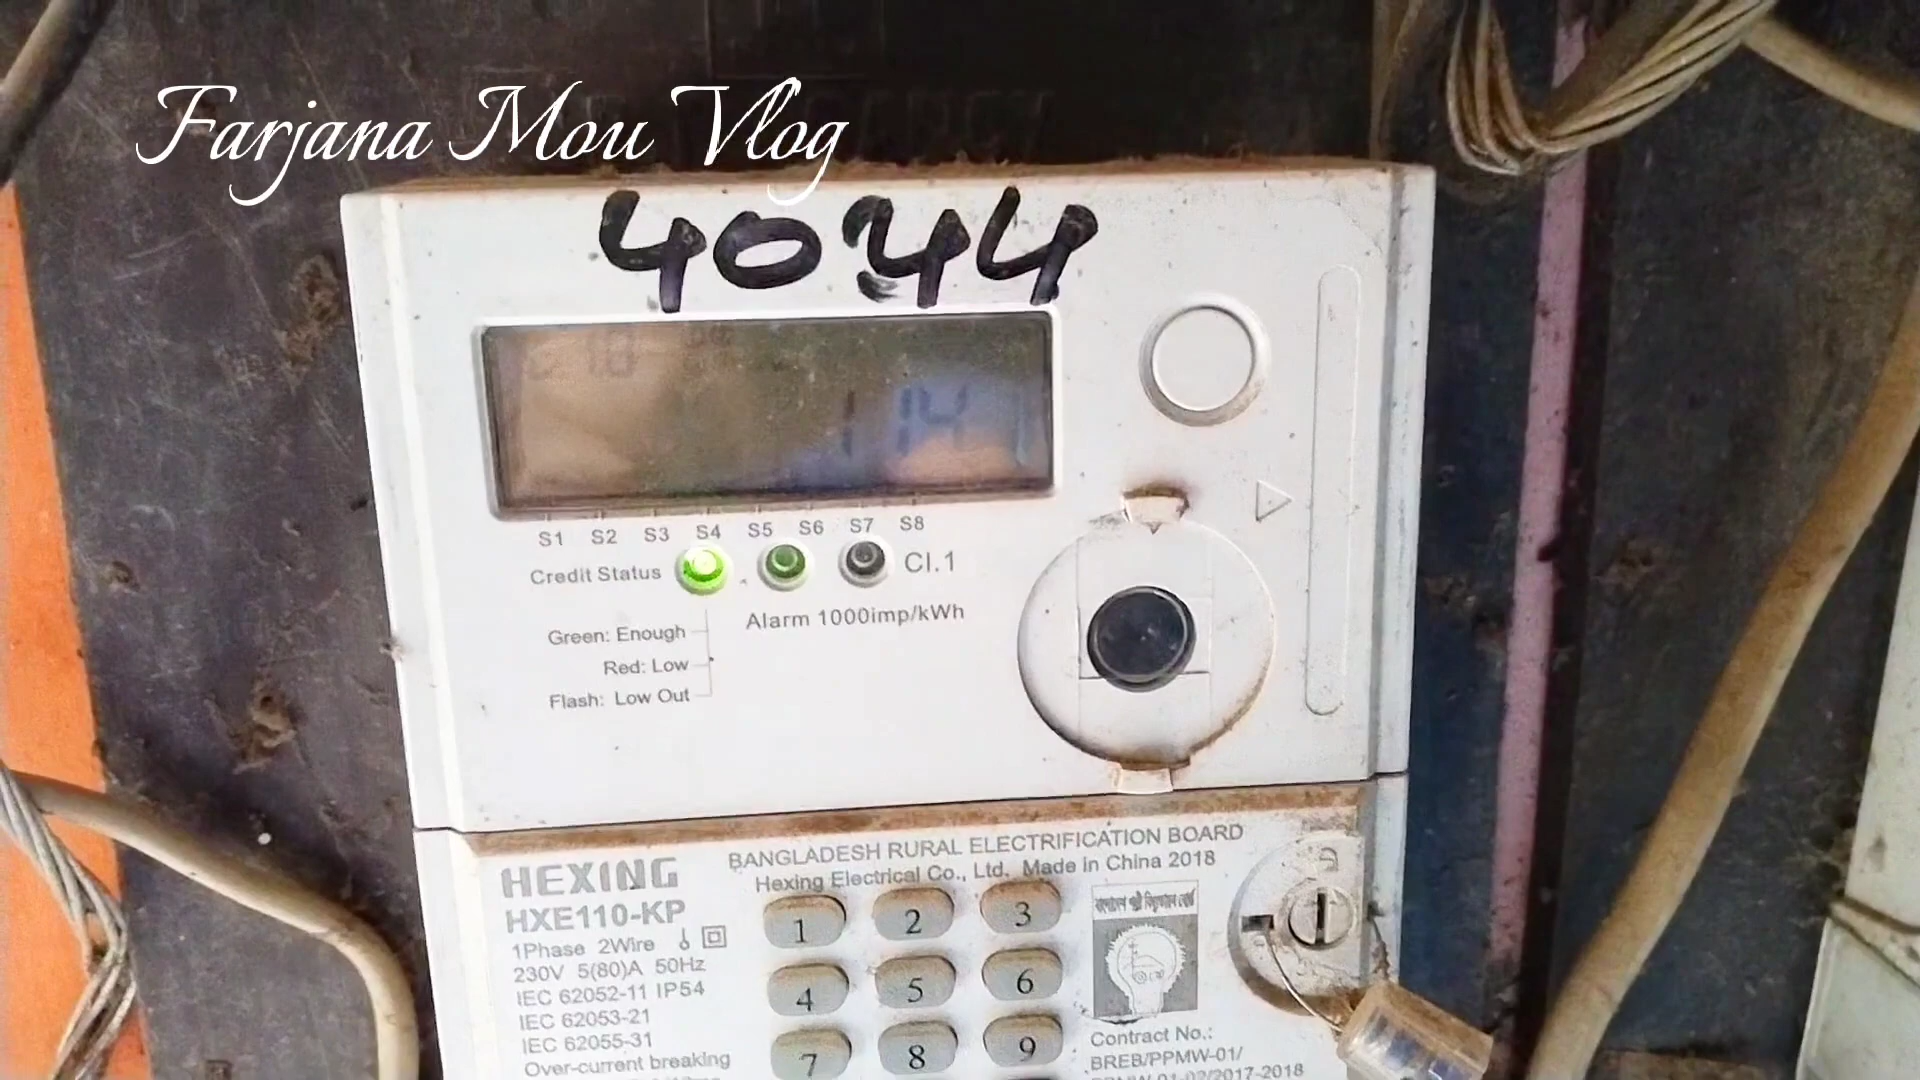 Farjana Mou Vlog
4044
S1 S2 S3 S4 S5 S6 S7 S8
Credit Status
Cl.1
Alarm 1000imp/kWh
Green: Enough
Red: Low
Flash: Low Out
BANGLADESH RURAL ELECTRIFICATION BOARD
Hexing Electrical Co., Ltd. Made in China 2018
HEXING
HXE110-KP
1Phase 2Wire
230V 5(80)A 50Hz
IEC 62052-11 IP54
IEC 62053-21
IEC 62055-31
Over-current breaking
1 2 3
4 5 6
7 8 9
Contract No.:
BREB/PPMW-01/